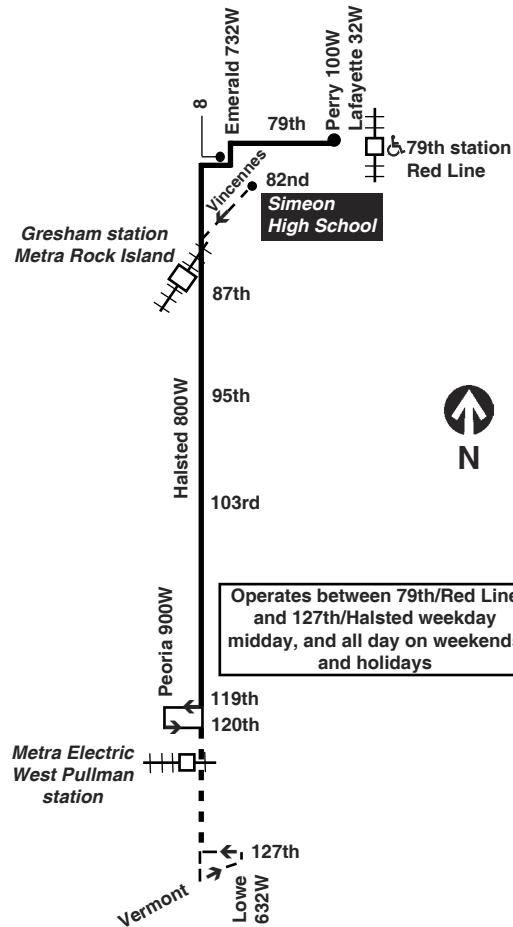 8
Emerald 732W
Perry 100W
Lafayette 32W
79th
79th station
Red Line
Vincennes
82nd
Simeon
High School
Gresham station
Metra Rock Island
87th
Halsted 800W
95th
N
103rd
Operates between 79th/Red Line
and 127th/Halsted weekday
midday, and all day on weekends
and holidays
Peoria 900W
119th
120th
Metra Electric
West Pullman
station
127th
Vermont
Lowe
632W